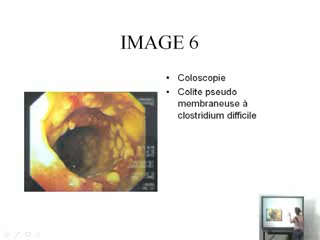 IMAGE 6
Coloscopie
Colite pseudo
membraneuse à
clostridium difficile